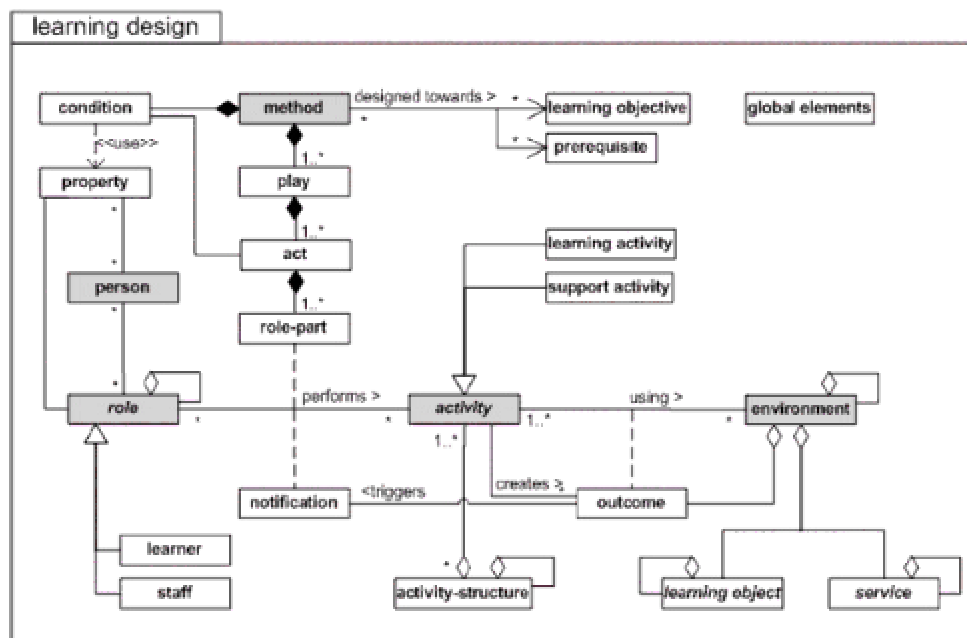 learning design
condition
method
designed towards >
*
*
learning objective
global elements
<<use>>
*
prerequisite
1..*
property
play
*
1..*
act
learning activity
*
person
support activity
*
1..*
role-part
*
role
performs >
activity
using >
environment
*
*
1..*
*
1..*
notification
<triggers
creates >
outcome
learner
staff
*
activity-structure
learning object
service